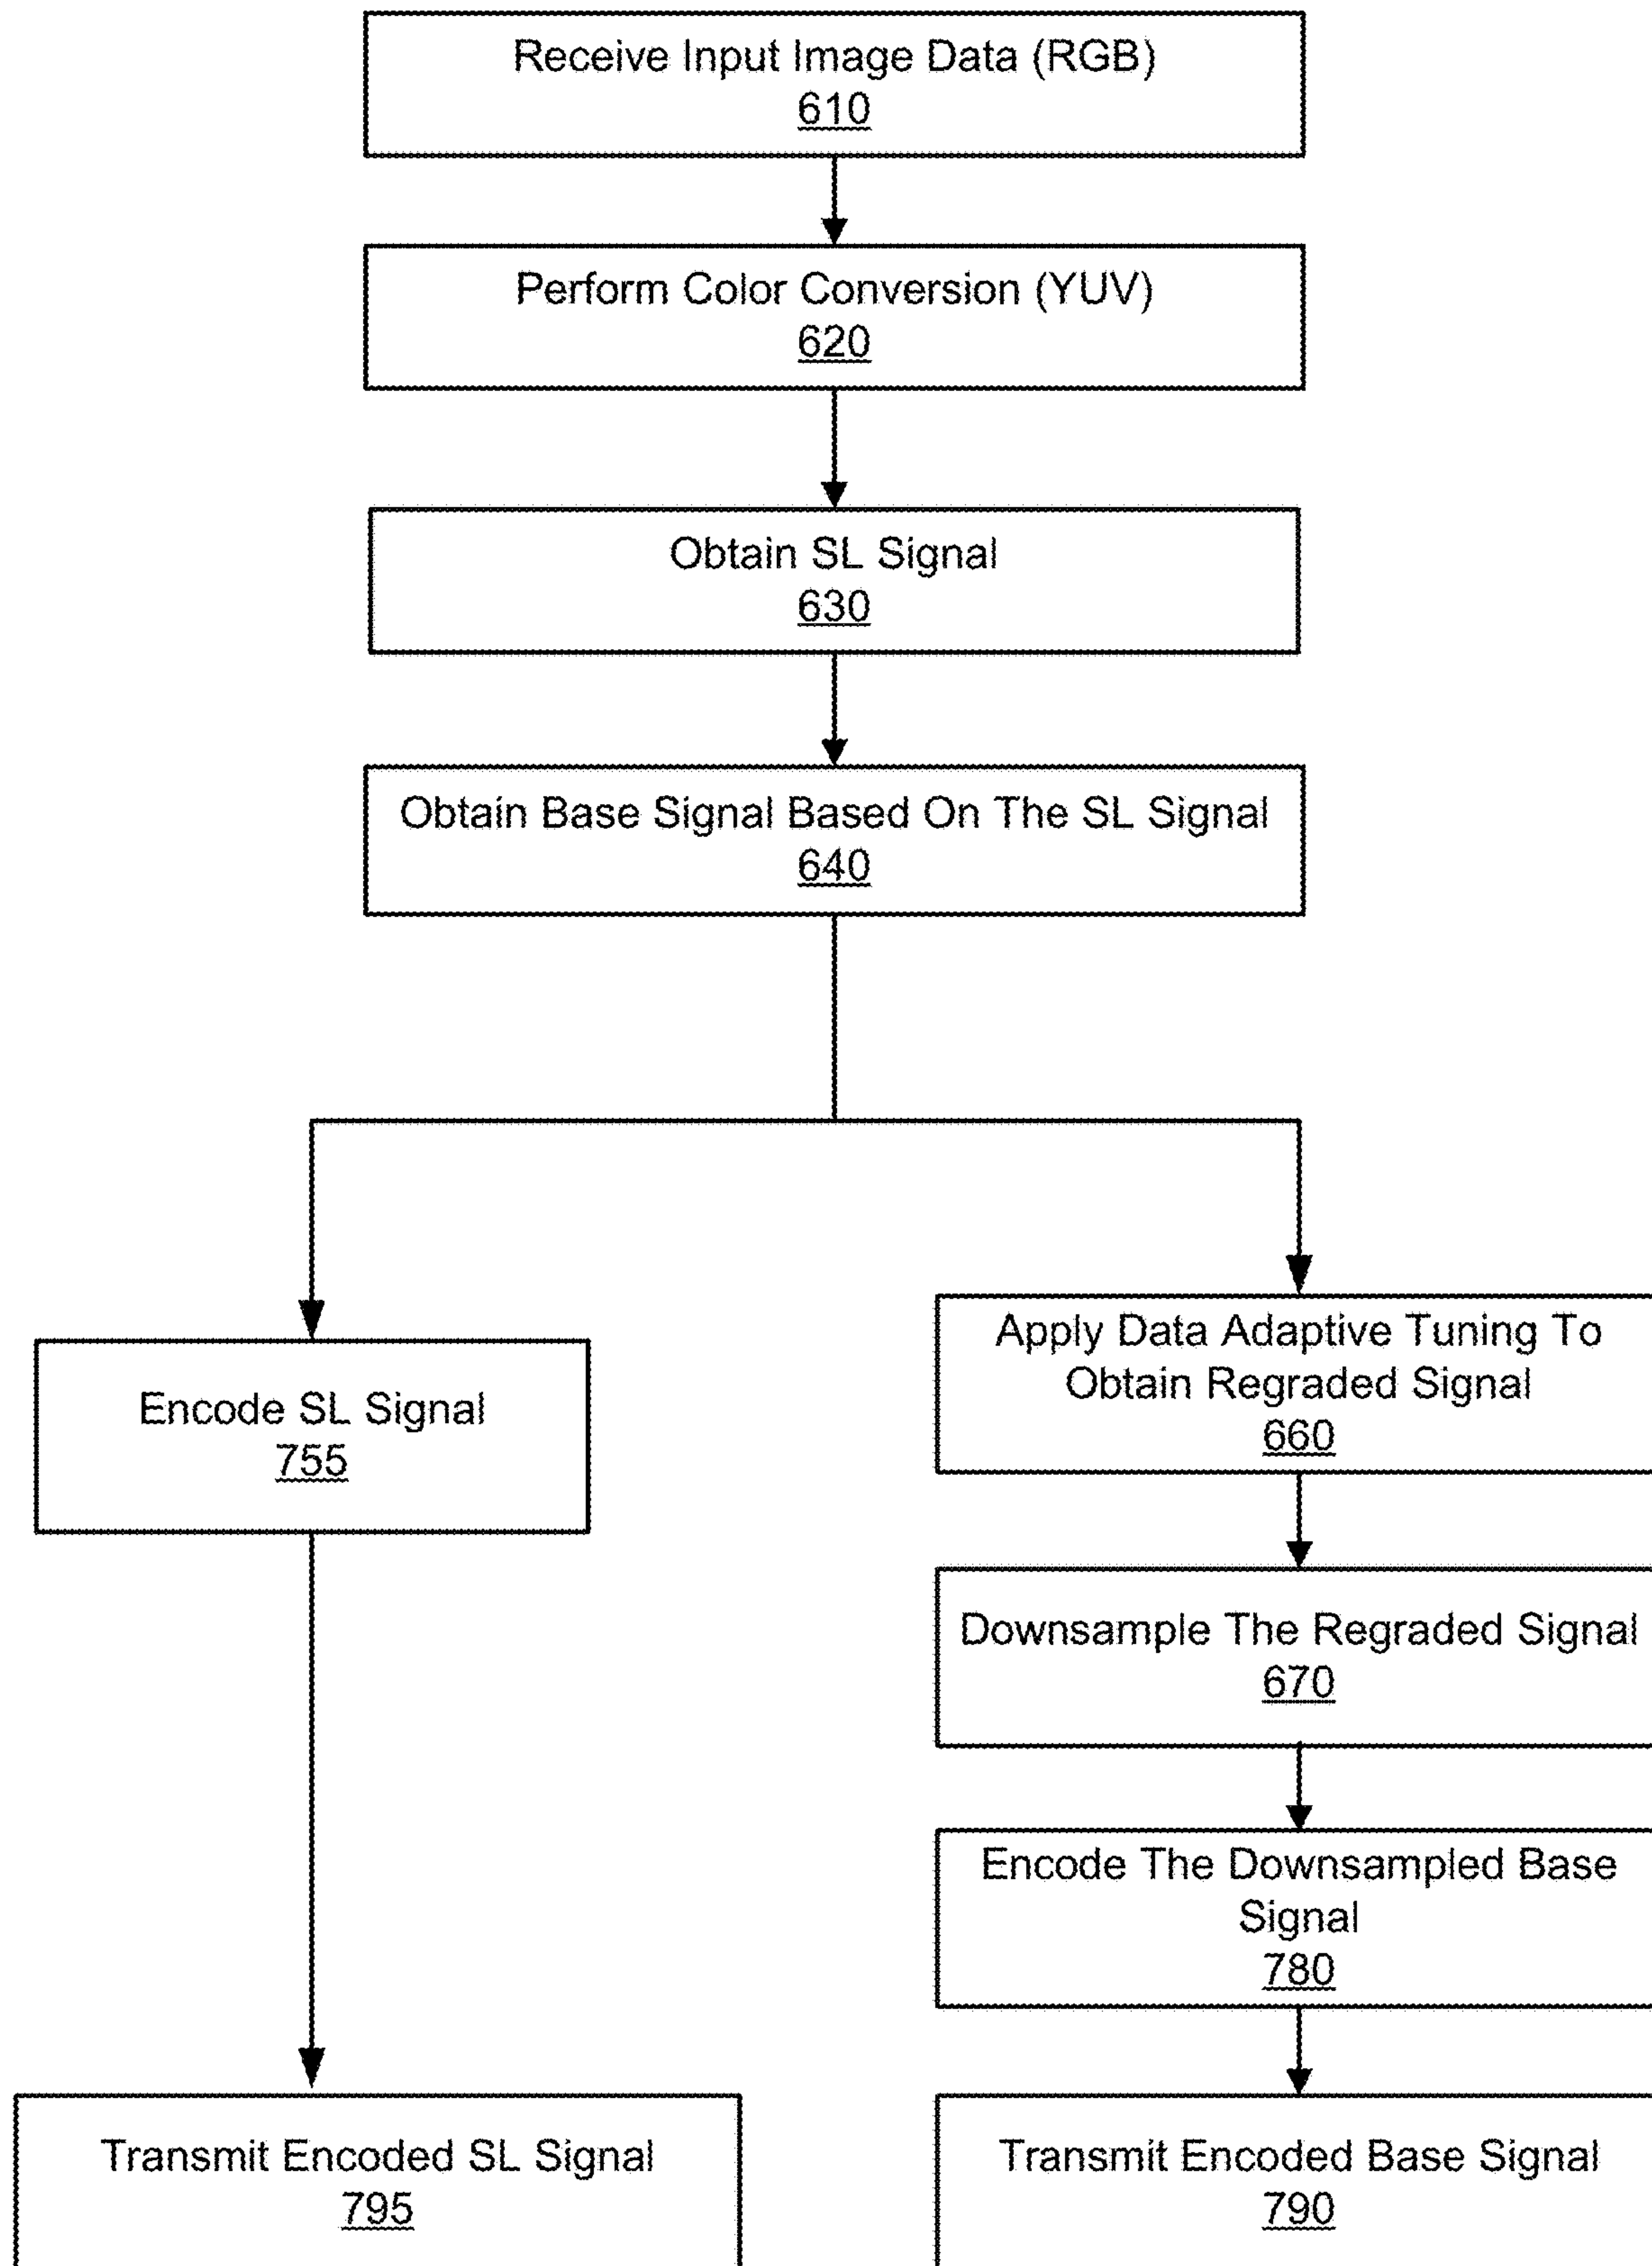 Receive Input Image Data (RGB)
610
Perform Color Conversion (YUV)
620
Obtain SL Signal
630
Obtain Base Signal Based On The SL Signal
640
Encode SL Signal
755
Apply Data Adaptive Tuning To
Obtain Regraded Signal
660
Downsample The Regraded Signal
670
Encode The Downsampled Base
Signal
780
Transmit Encoded SL Signal
795
Transmit Encoded Base Signal
790